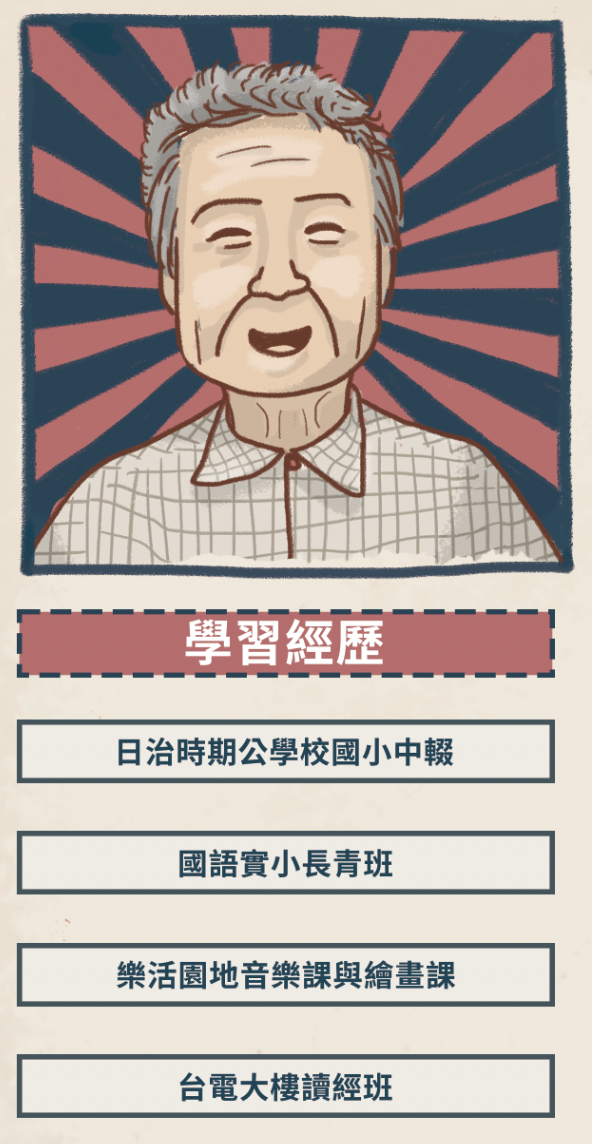 學習經歷
日治時期公學校國小中輟
國語實小長青班
樂活園地音樂課與繪畫課
台電大樓讀經班